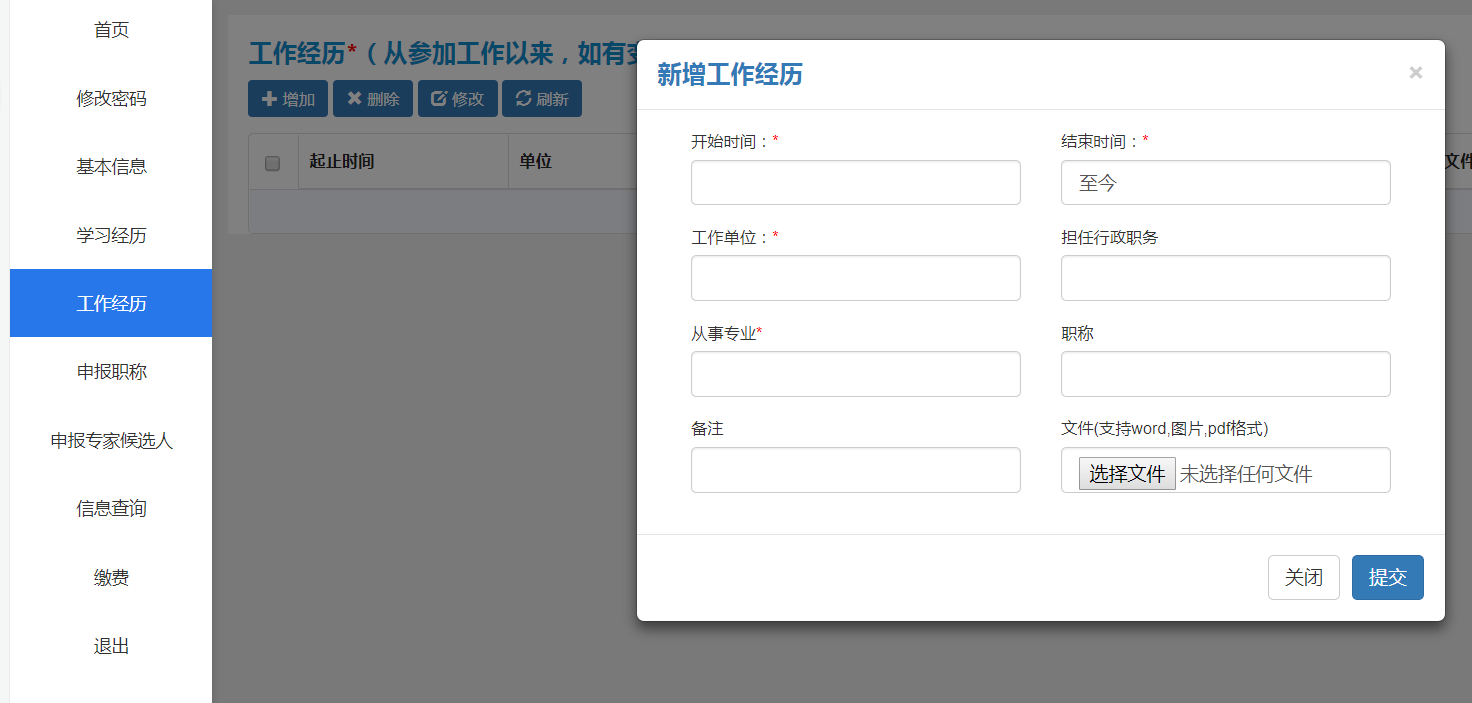 首页
修改密码
基本信息
学习经历
工作经历
申报职称
申报专家候选人
信息查询
缴费
退出
工作经历*（从参加工作以来，如有
增加 删除 修改 刷新
起止时间 单位 文件
新增工作经历 ×
开始时间：* 结束时间：*
至今
工作单位：* 担任行政职务
从事专业* 职称
备注 文件(支持word,图片,pdf格式)
选择文件 未选择任何文件
关闭 提交